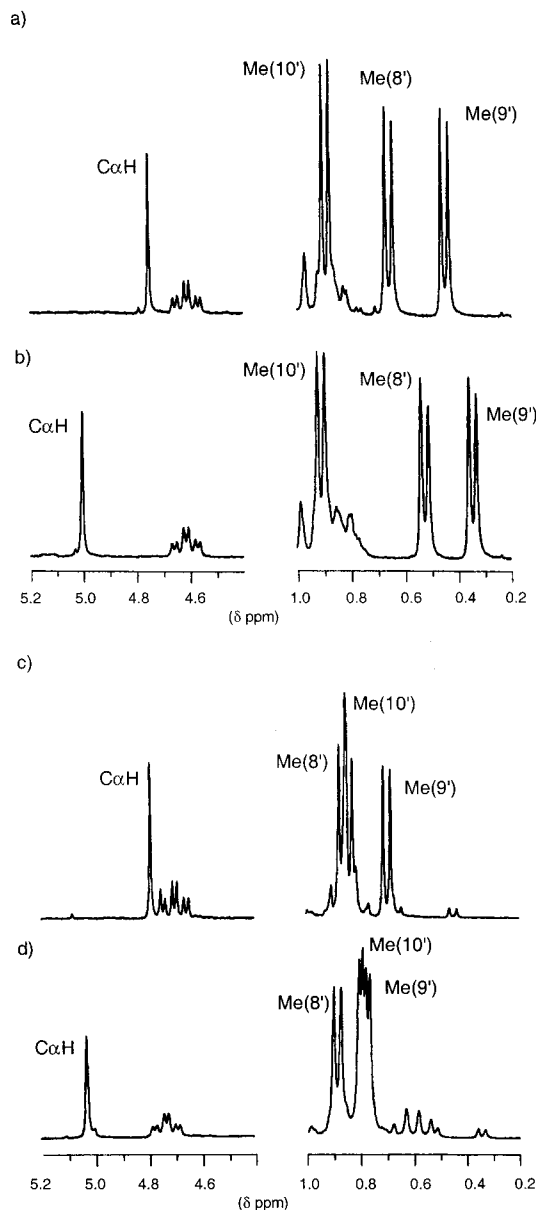 a)
Me(10')
Me(8')
Me(9')
CαH
b)
Me(10')
Me(8')
Me(9')
CαH
5.2 5.0 4.8 4.6 1.0 0.8 0.6 0.4 0.2
(δ ppm)
c)
Me(10')
Me(8')
Me(9')
CαH
d)
Me(10')
Me(9')
Me(8')
CαH
5.2 5.0 4.8 4.6 1.0 0.8 0.6 0.4 0.2
(δ ppm)